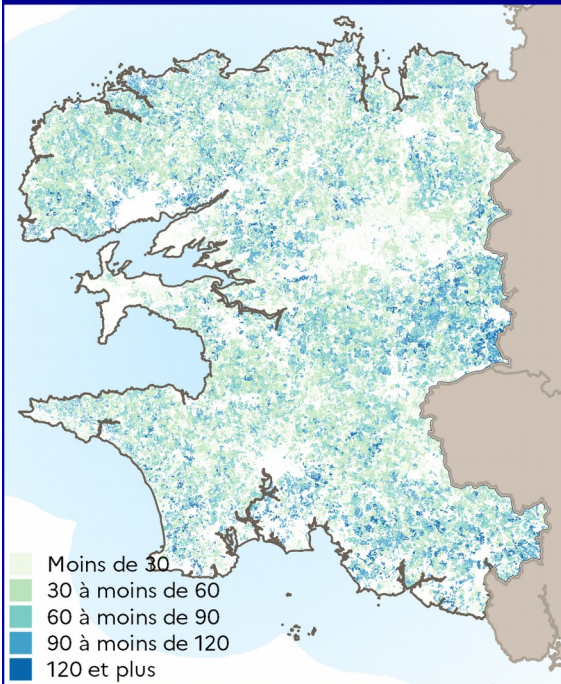 Moins de 30
30 à moins de 60
60 à moins de 90
90 à moins de 120
120 et plus